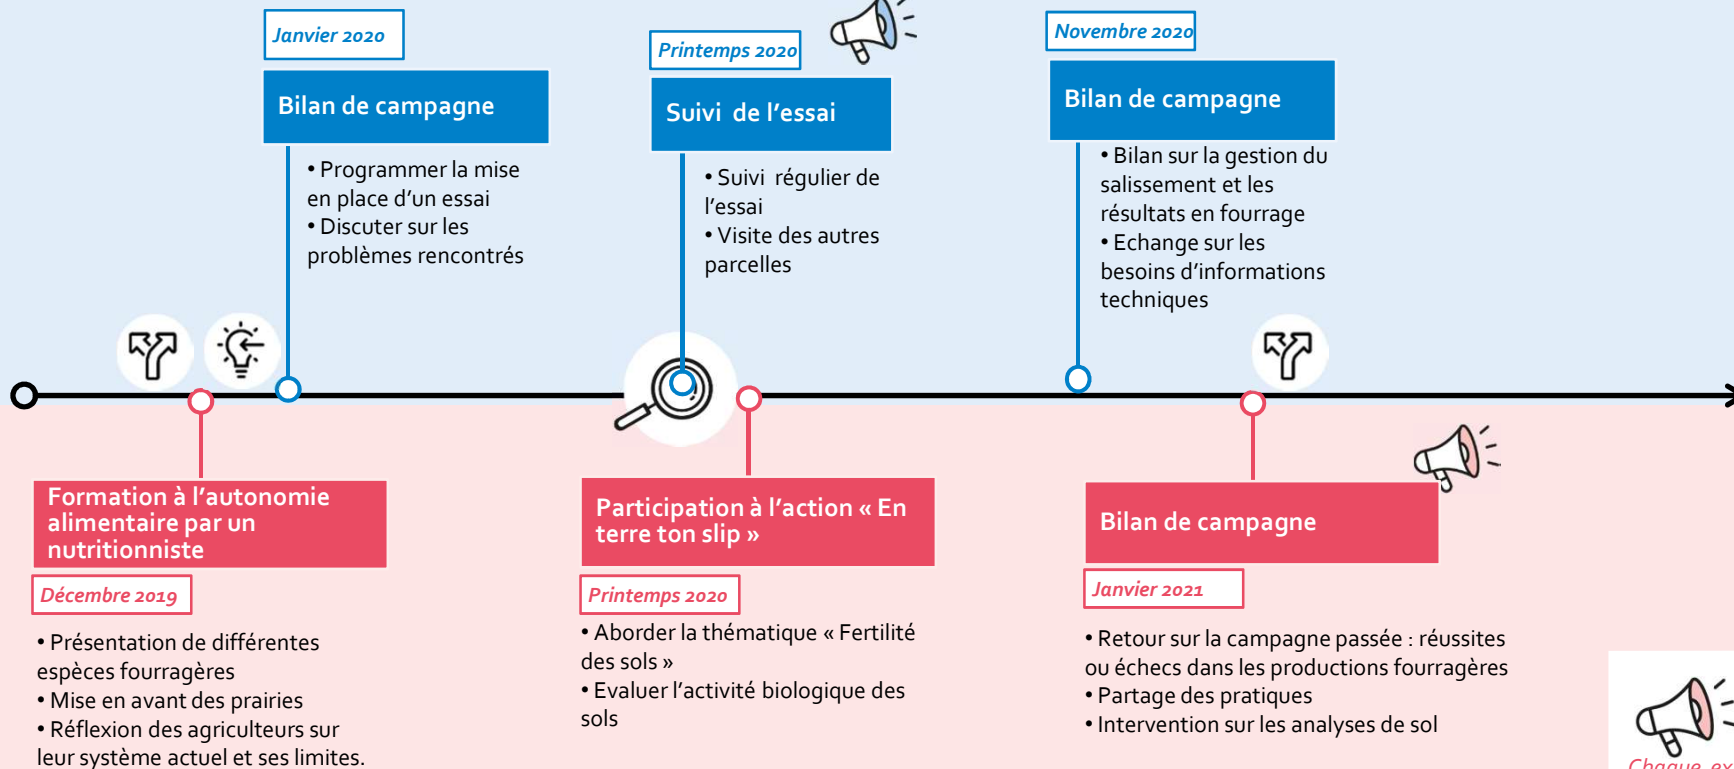 Janvier 2020
Bilan de campagne
• Programmer la mise
en place d'un essai
• Discuter sur les
problèmes rencontrés
Printemps 2020
Suivi de l'essai
• Suivi régulier de
l'essai
• Visite des autres
parcelles
Novembre 2020
Bilan de campagne
• Bilan sur la gestion du
salissement et les
résultats en fourrage
• Echange sur les
besoins d'informations
techniques
Formation à l'autonomie
alimentaire par un
nutritionniste
Décembre 2019
• Présentation de différentes
espèces fourragères
• Mise en avant des prairies
• Réflexion des agriculteurs sur
leur système actuel et ses limites.
Participation à l'action « En
terre ton slip »
Printemps 2020
• Aborder la thématique « Fertilité
des sols »
• Evaluer l'activité biologique des
sols
Bilan de campagne
Janvier 2021
• Retour sur la campagne passée : réussites
ou échecs dans les productions fourragères
• Partage des pratiques
• Intervention sur les analyses de sol
Chaque